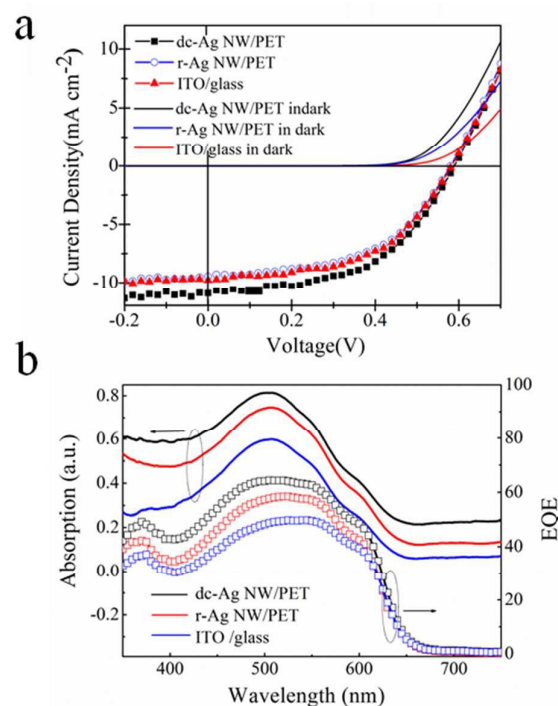 a
10
5
0
-5
-10
Current Density(mA cm-2)
dc-Ag NW/PET
r-Ag NW/PET
ITO/glass
dc-Ag NW/PET indark
r-Ag NW/PET in dark
ITO/glass in dark
-0.2 0.0 0.2 0.4 0.6
Voltage(V)
b
0.8
0.6
0.4
0.2
0.0
-0.2
Absorption (a.u.)
100
80
60
40
20
0
EQE
dc-Ag NW/PET
r-Ag NW/PET
ITO /glass
400 500 600 700
Wavelength (nm)